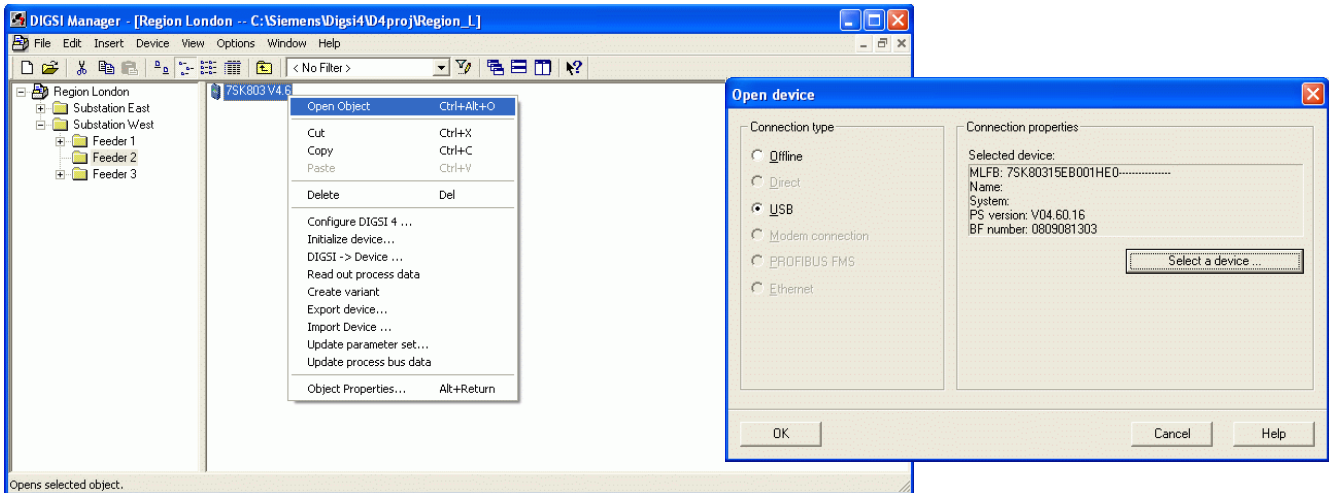 DIGSI Manager - [Region London -- C:\Siemens\Digsi4\D4proj\Region_L]
File Edit Insert Device View Options Window Help
< No Filter >
Region London
Substation East
Substation West
Feeder 1
Feeder 2
Feeder 3
7SK803 V4.6
Open Object Ctrl+Alt+O
Cut Ctrl+X
Copy Ctrl+C
Paste Ctrl+V
Delete Del
Configure DIGSI 4 ...
Initialize device...
DIGSI -> Device ...
Read out process data
Create variant
Export device...
Import Device ...
Update parameter set...
Update process bus data
Object Properties... Alt+Return
Opens selected object.
Open device
Connection type
Offline
Direct
USB
Modem connection
PROFIBUS FMS
Ethernet
Connection properties
Selected device:
MLFB: 7SK80315EB001HE0---------------
Name:
System:
PS version: V04.60.16
BF number: 0809081303
Select a device ...
OK Cancel Help